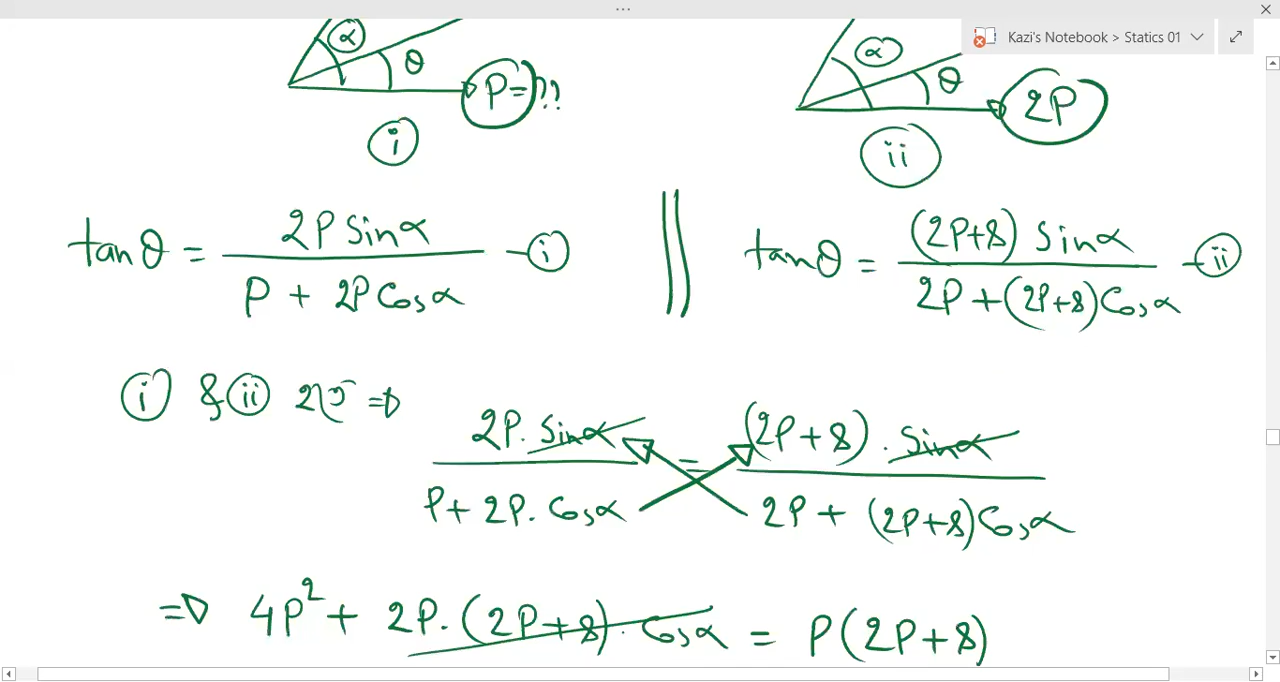 Kazi's Notebook > Statics 01
α θ P=??
i
α θ 2P
ii
tanθ = 2P Sinα / P + 2P Cosα —i
tanθ = (2P+8) Sinα / 2P+(2P+8)Cosα —ii
i & ii হতে ⇒
2P. Sinα / P+2P. Cosα = (2P+8). Sinα / 2P + (2P+8)Cosα
⇒ 4P² + 2P.(2P+8). Cosα = P(2P+8)